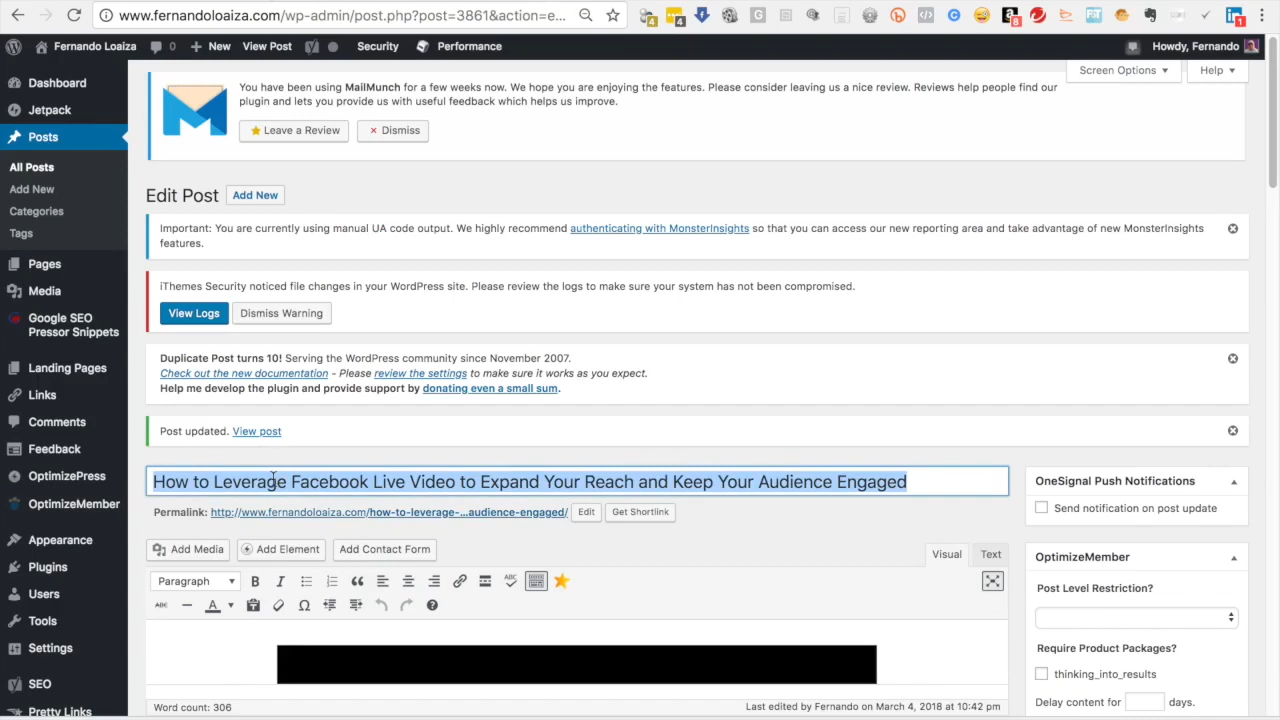 www.fernandoloaiza.com/wp-admin/post.php?post=3861&action=e...
Fernando Loaiza 0 New View Post Security Performance Howdy, Fernando
Screen Options Help
Dashboard
Jetpack
Posts
All Posts
Add New
Categories
Tags
Pages
Media
Google SEO
Pressor Snippets
Landing Pages
Links
Comments
Feedback
OptimizePress
OptimizeMember
Appearance
Plugins
Users
Tools
Settings
SEO
Pretty Links
You have been using MailMunch for a few weeks now. We hope you are enjoying the features. Please consider leaving us a nice review. Reviews help people find our
plugin and lets you provide us with useful feedback which helps us improve.
Leave a Review Dismiss
Edit Post Add New
Important: You are currently using manual UA code output. We highly recommend authenticating with MonsterInsights so that you can access our new reporting area and take advantage of new MonsterInsights
features.
iThemes Security noticed file changes in your WordPress site. Please review the logs to make sure your system has not been compromised.
View Logs Dismiss Warning
Duplicate Post turns 10! Serving the WordPress community since November 2007.
Check out the new documentation - Please review the settings to make sure it works as you expect.
Help me develop the plugin and provide support by donating even a small sum.
Post updated. View post
How to Leverage Facebook Live Video to Expand Your Reach and Keep Your Audience Engaged
Permalink: http://www.fernandoloaiza.com/how-to-leverage-...audience-engaged/ Edit Get Shortlink
Add Media Add Element Add Contact Form Visual Text
Paragraph B I ABC
ABC A
Word count: 306 Last edited by Fernando on March 4, 2018 at 10:42 pm
OneSignal Push Notifications
Send notification on post update
OptimizeMember
Post Level Restriction?
Require Product Packages?
thinking_into_results
Delay content for days.